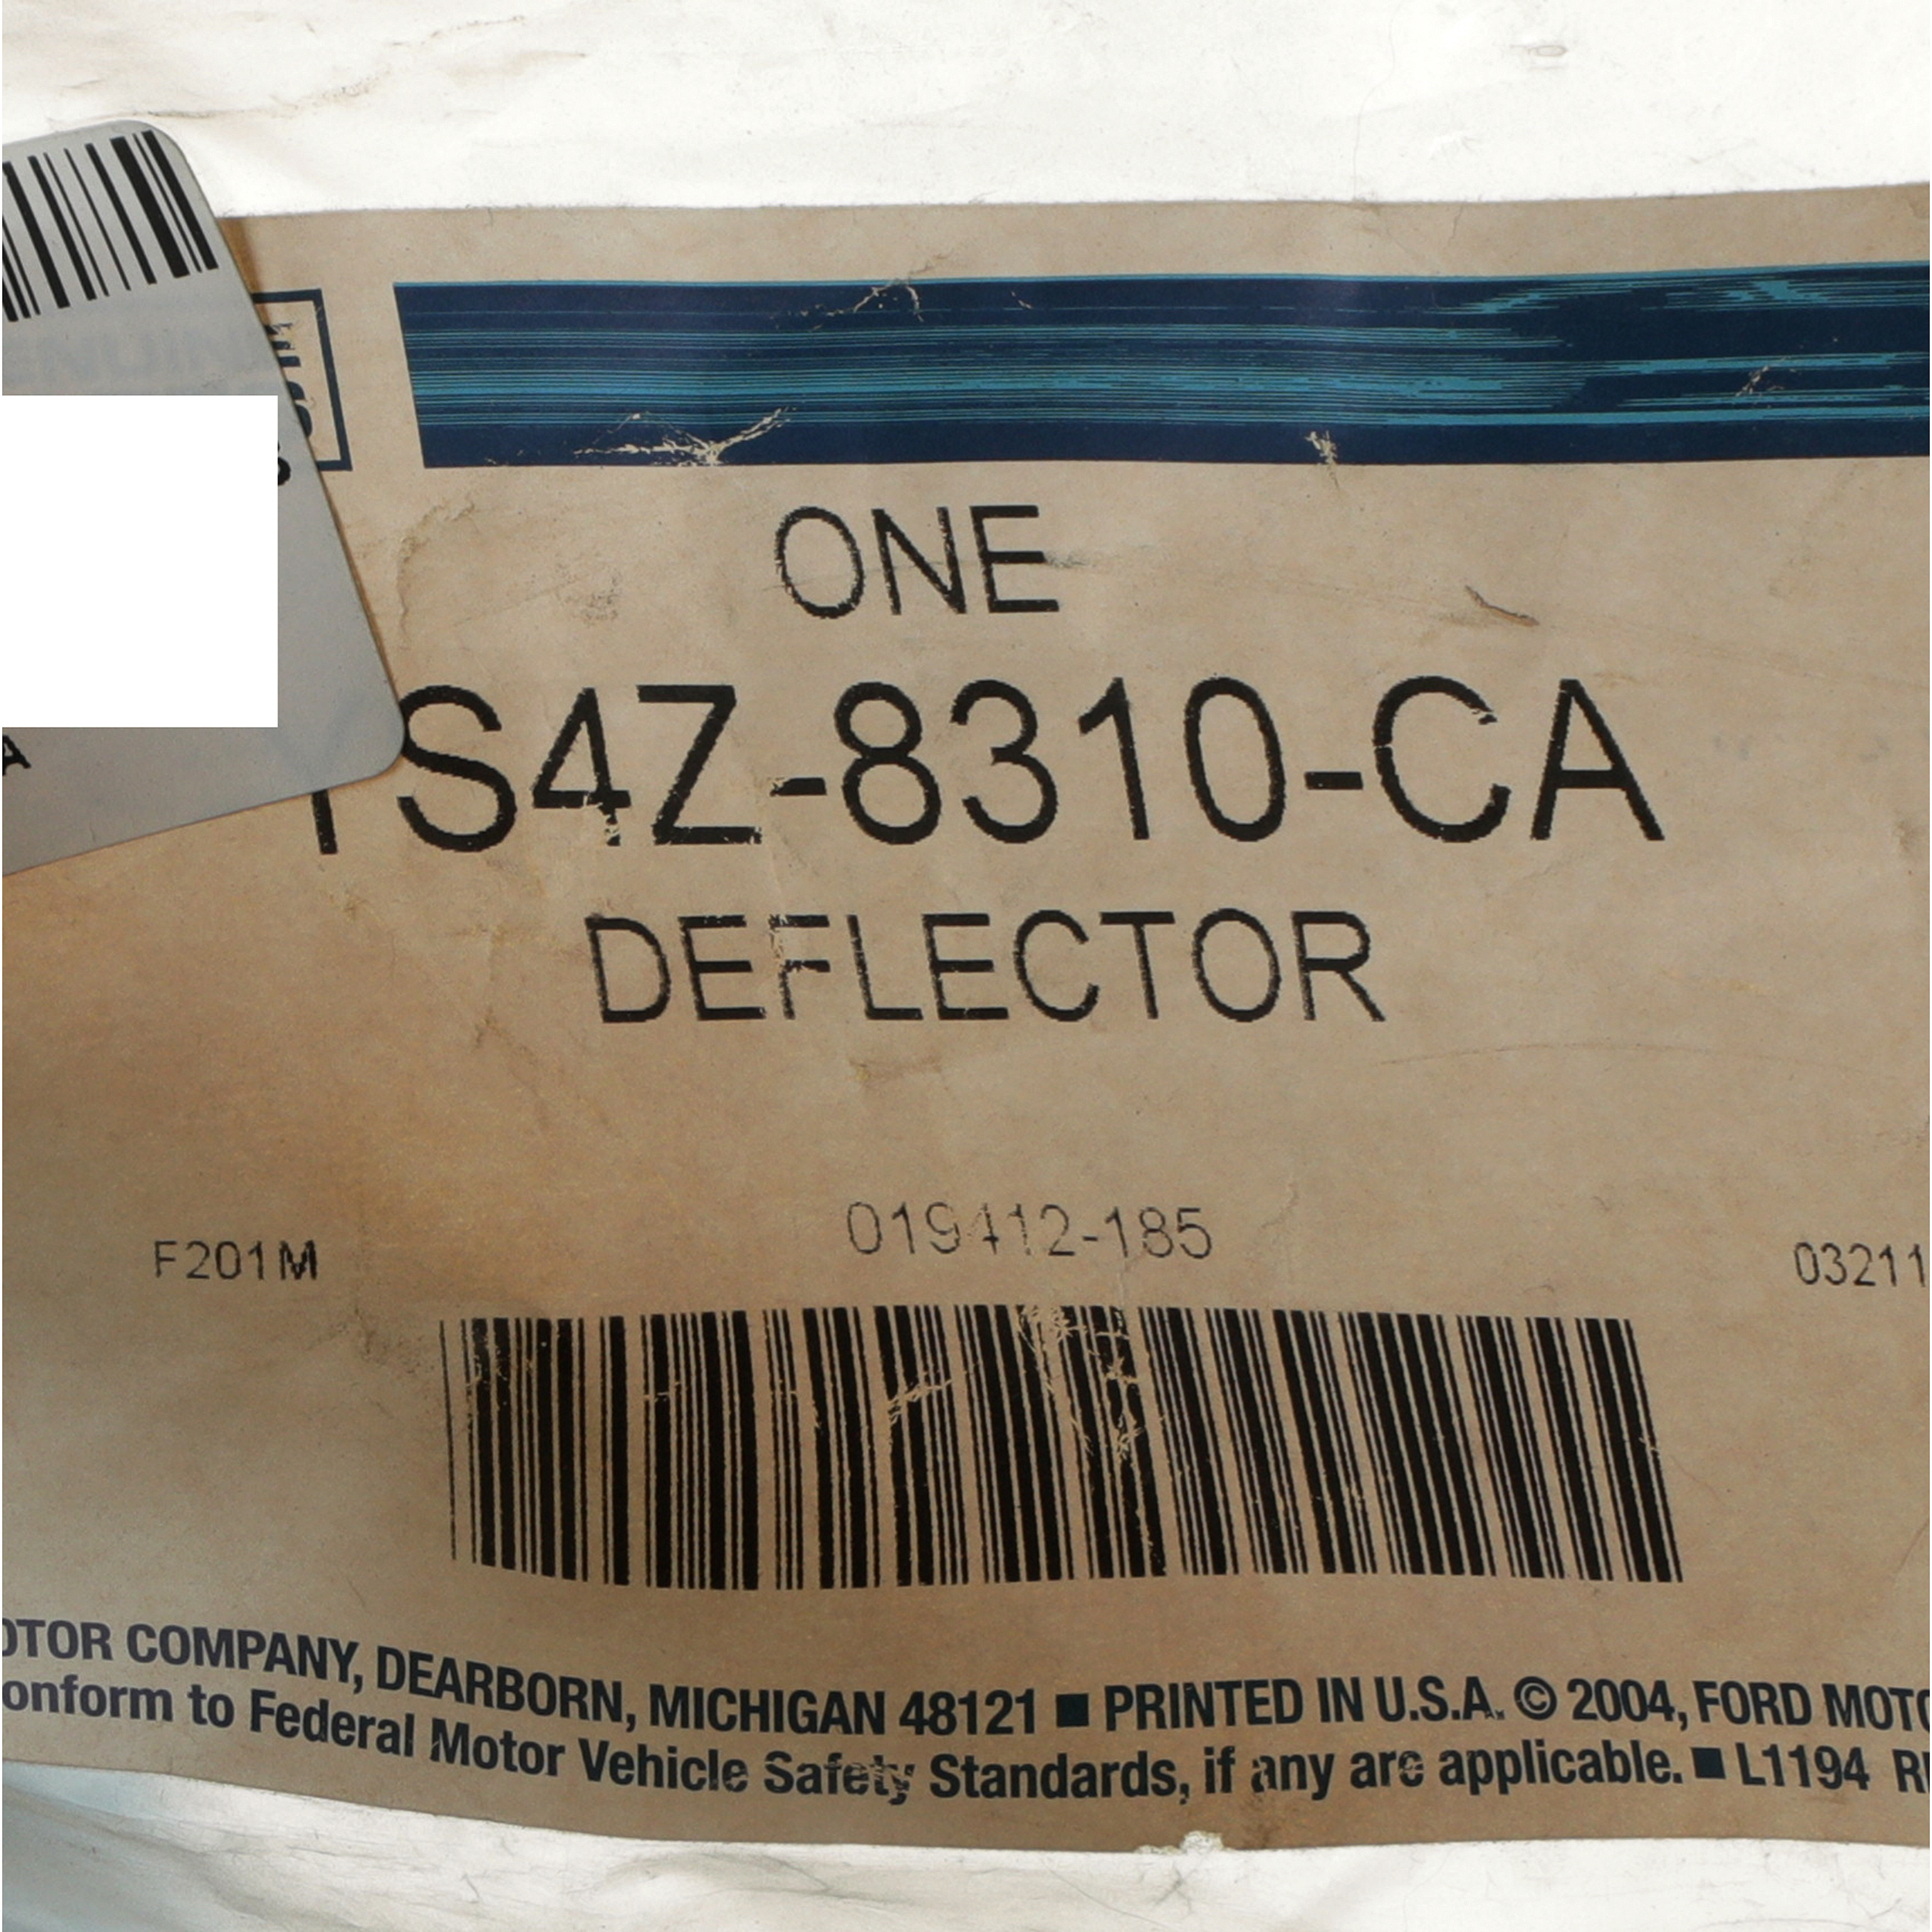 ONE
S4Z-8310-CA
DEFLECTOR
019412-185
F201M
03211
OTOR COMPANY, DEARBORN, MICHIGAN 48121 ■ PRINTED IN U.S.A. © 2004, FORD MOTO
onform to Federal Motor Vehicle Safety Standards, if any are applicable. ■ L1194 R